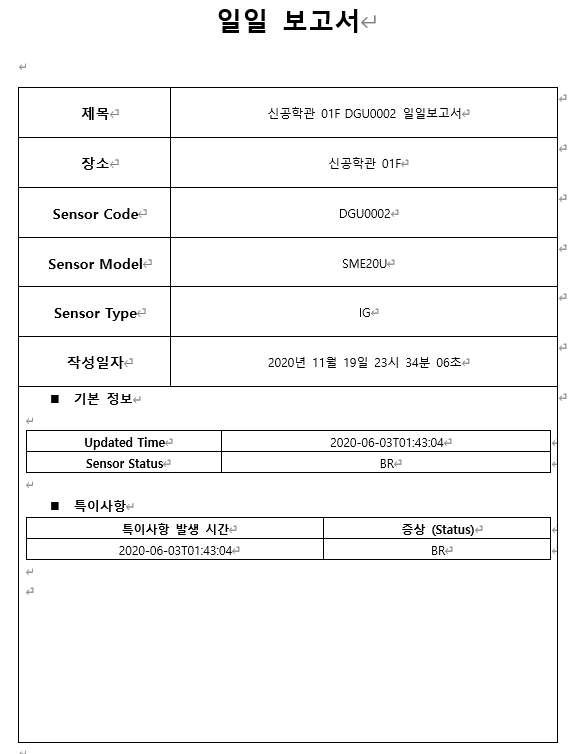 일일 보고서
제목 신공학관 01F DGU0002 일일보고서
장소 신공학관 01F
Sensor Code DGU0002
Sensor Model SME20U
Sensor Type IG
작성일자 2020년 11월 19일 23시 34분 06초
■ 기본 정보
Updated Time 2020-06-03T01:43:04
Sensor Status BR
■ 특이사항
특이사항 발생 시간 증상 (Status)
2020-06-03T01:43:04 BR